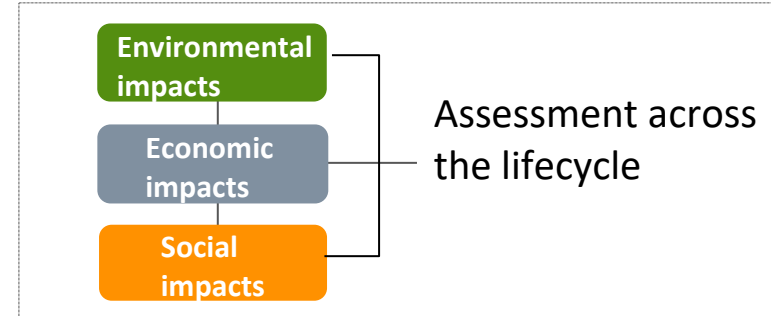 Environmental
impacts
Economic
impacts
Social
impacts
Assessment across
the lifecycle